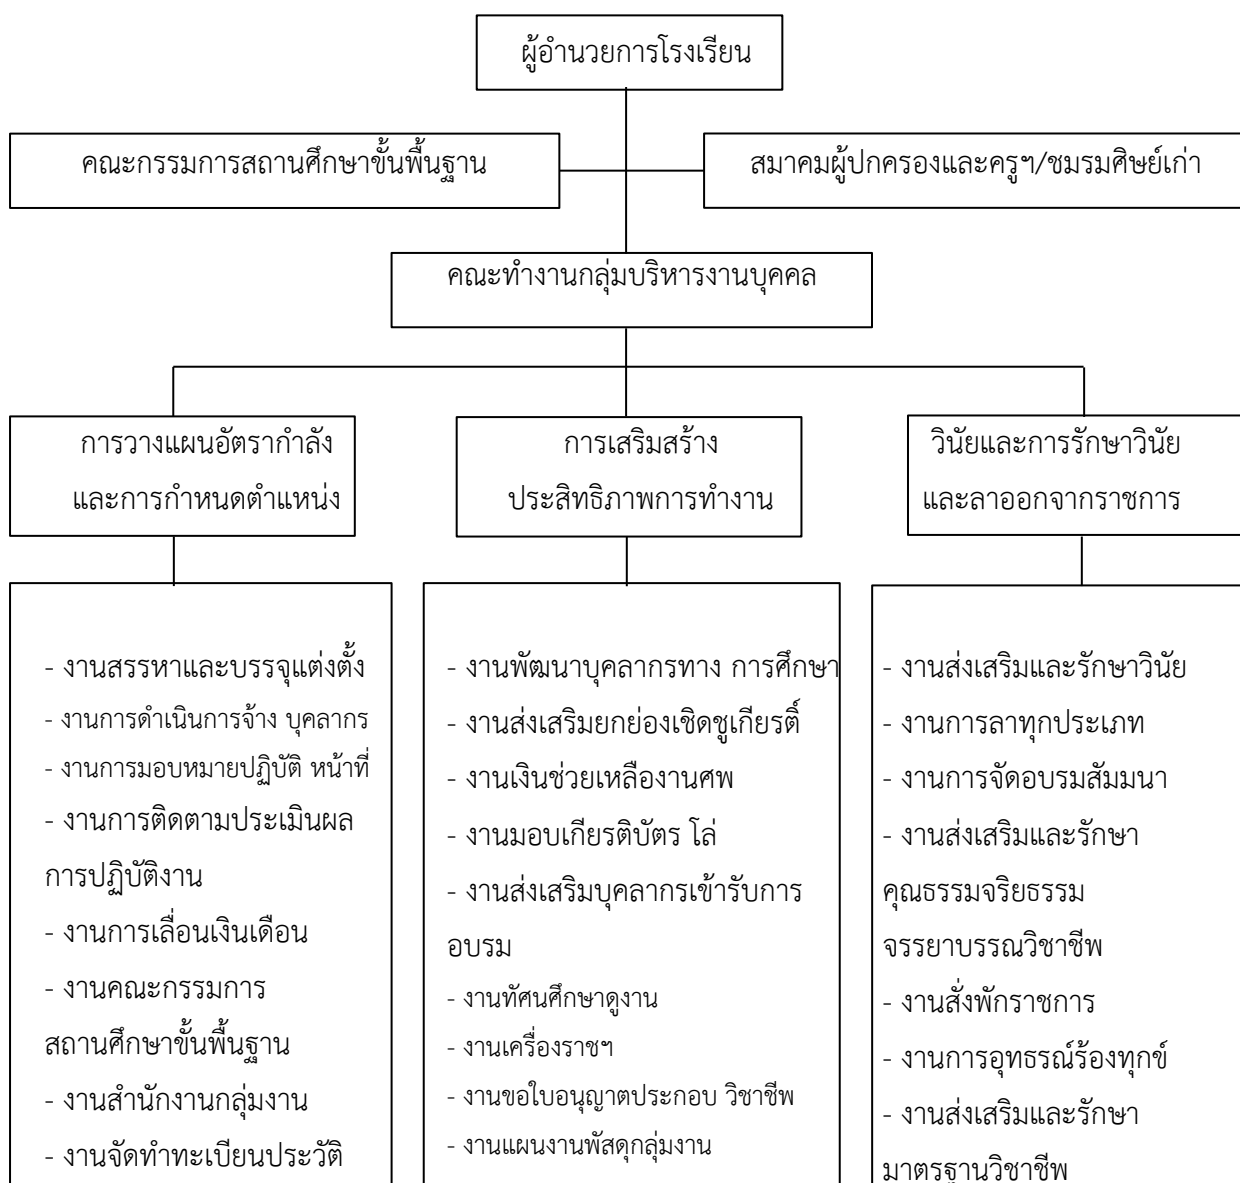 ผู้อำนวยการโรงเรียน
คณะกรรมการสถานศึกษาขั้นพื้นฐาน
สมาคมผู้ปกครองและครูฯ/ชมรมศิษย์เก่า
คณะทำงานกลุ่มบริหารงานบุคคล
การวางแผนอัตรากำลัง
และการกำหนดตำแหน่ง
การเสริมสร้าง
ประสิทธิภาพการทำงาน
วินัยและการรักษาวินัย
และลาออกจากราชการ
- งานสรรหาและบรรจุแต่งตั้ง
- งานการดำเนินการจ้าง บุคลากร
- งานการมอบหมายปฏิบัติ หน้าที่
- งานการติดตามประเมินผล
การปฏิบัติงาน
- งานการเลื่อนเงินเดือน
- งานคณะกรรมการ
สถานศึกษาขั้นพื้นฐาน
- งานสำนักงานกลุ่มงาน
- งานจัดทำทะเบียนประวัติ
- งานพัฒนาบุคลากรทาง การศึกษา
- งานส่งเสริมยกย่องเชิดชูเกียรติ์
- งานเงินช่วยเหลืองานศพ
- งานมอบเกียรติบัตร โล่
- งานส่งเสริมบุคลากรเข้ารับการ
อบรม
- งานทัศนศึกษาดูงาน
- งานเครื่องราชฯ
- งานขอใบอนุญาตประกอบ วิชาชีพ
- งานแผนงานพัสดุกลุ่มงาน
- งานส่งเสริมและรักษาวินัย
- งานการลาทุกประเภท
- งานการจัดอบรมสัมมนา
- งานส่งเสริมและรักษา
คุณธรรมจริยธรรม
จรรยาบรรณวิชาชีพ
- งานสั่งพักราชการ
- งานการอุทธรณ์ร้องทุกข์
- งานส่งเสริมและรักษา
มาตรฐานวิชาชีพ